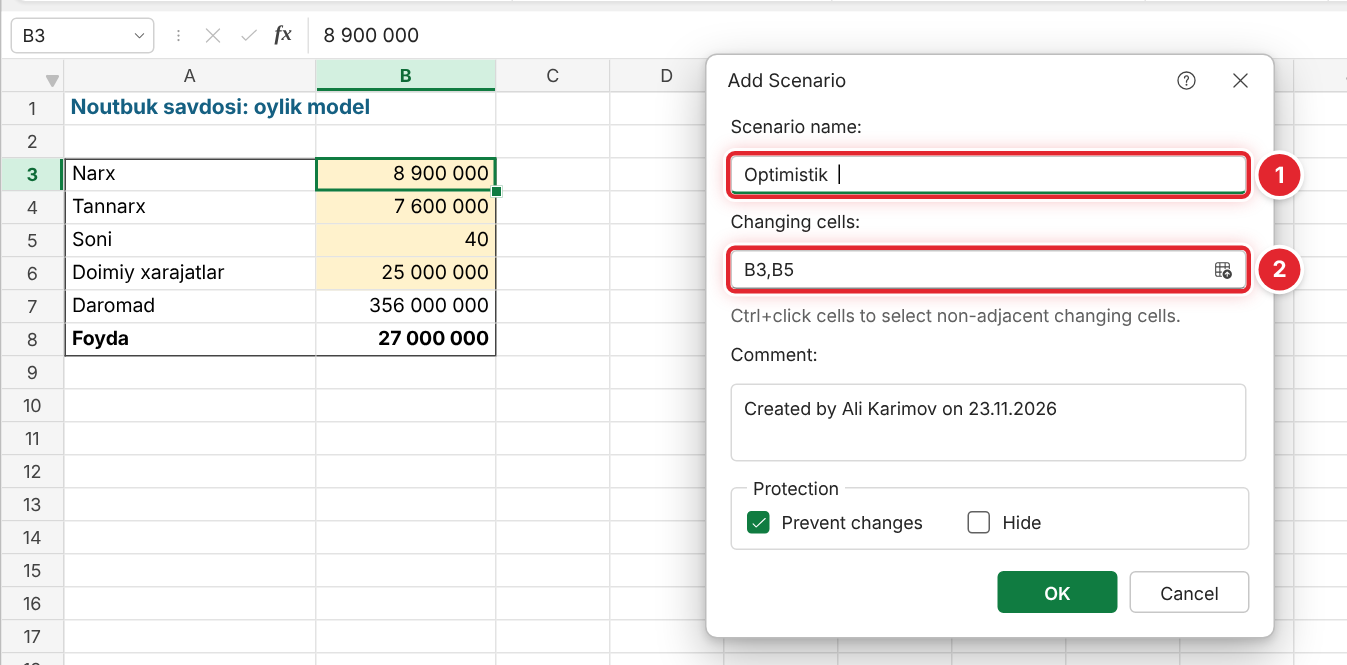 B3 fx 8 900 000
A B C D
1 Noutbuk savdosi: oylik model
2
3 Narx 8 900 000
4 Tannarx 7 600 000
5 Soni 40
6 Doimiy xarajatlar 25 000 000
7 Daromad 356 000 000
8 Foyda 27 000 000
9
10
11
12
13
14
15
16
17
Add Scenario ?
Scenario name:
Optimistik 1
Changing cells:
B3,B5 2
Ctrl+click cells to select non-adjacent changing cells.
Comment:
Created by Ali Karimov on 23.11.2026
Protection
Prevent changes Hide
OK Cancel